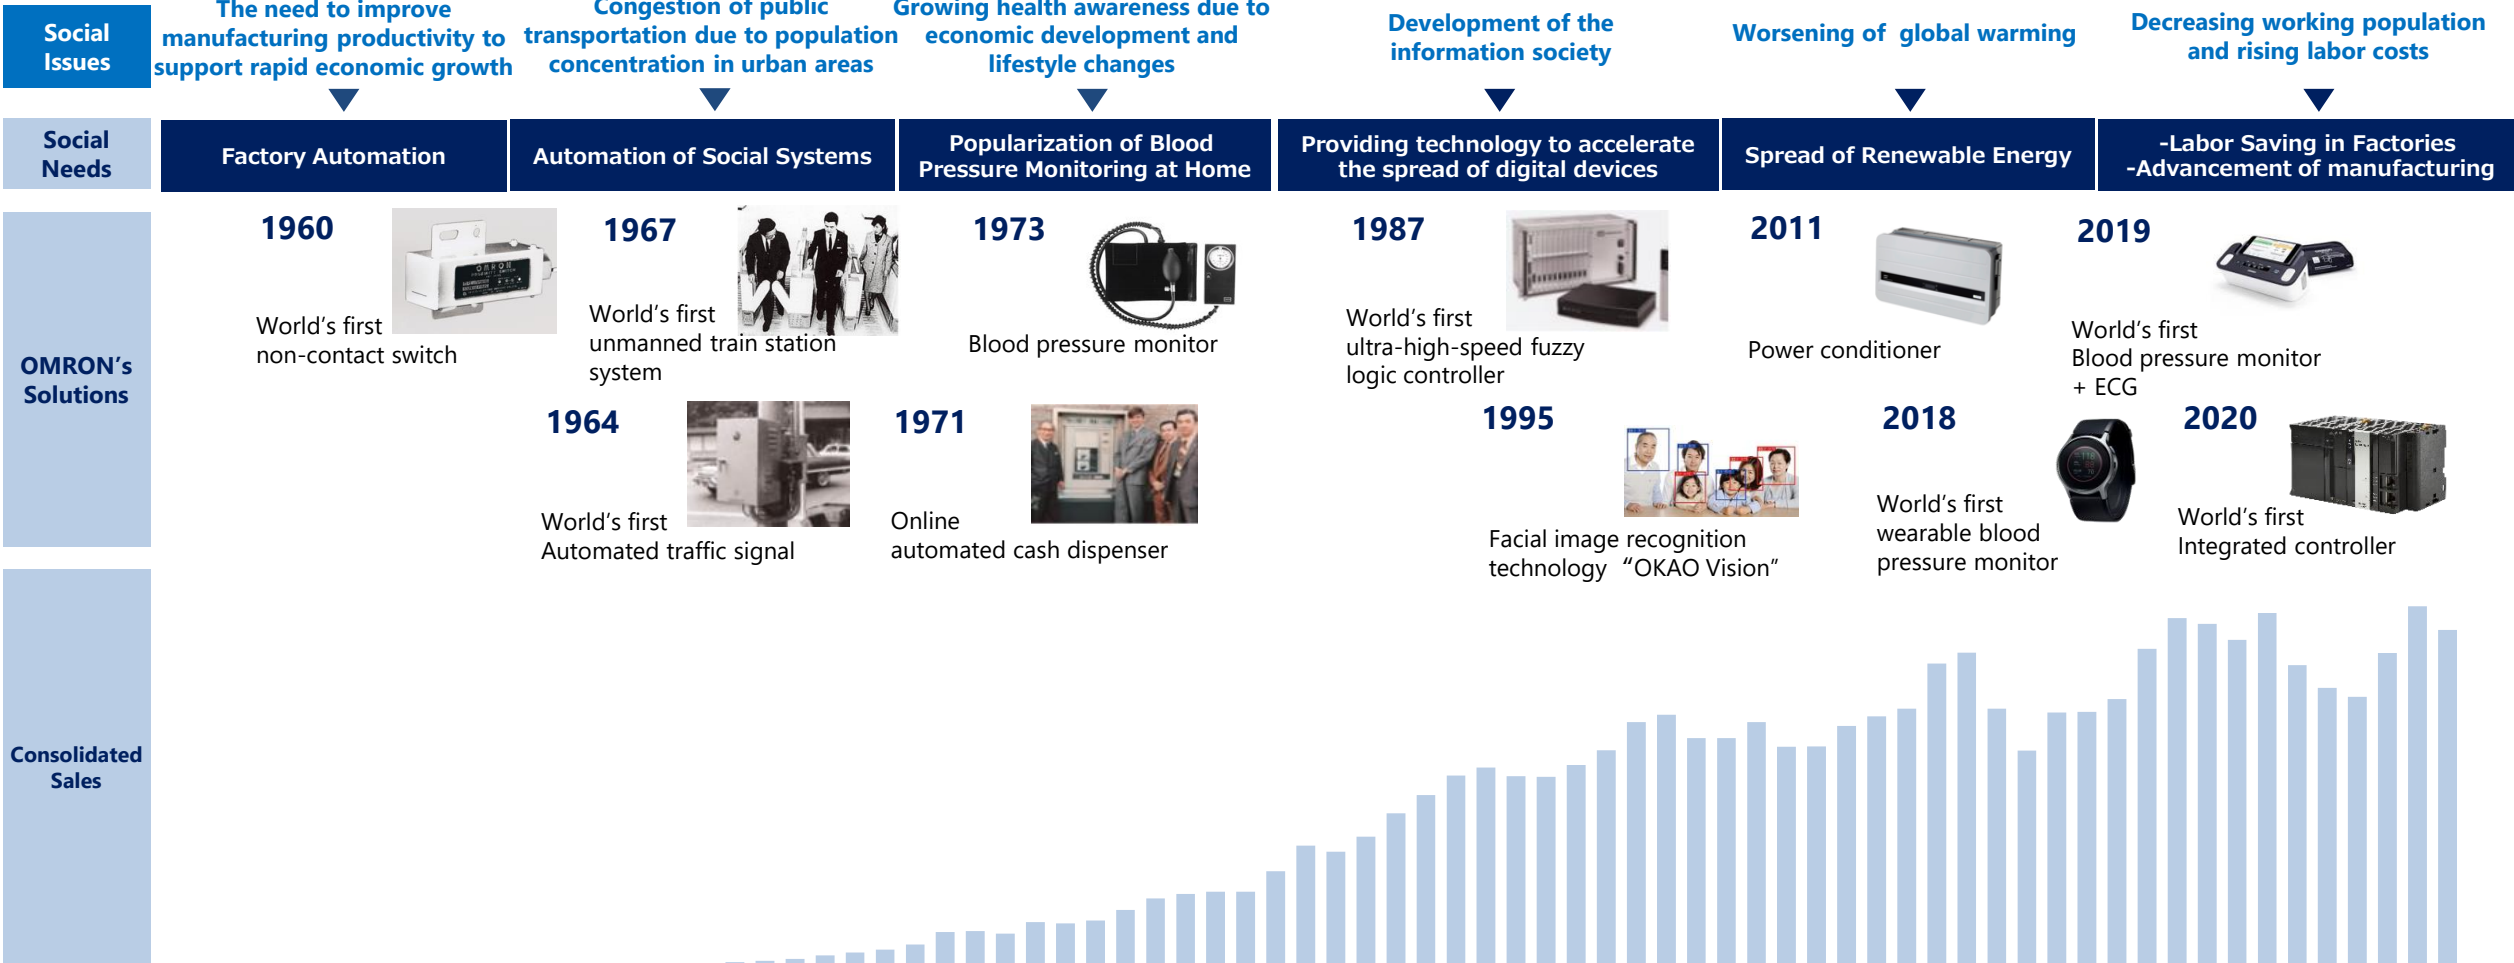 Social
Issues
The need to improve
manufacturing productivity to
support rapid economic growth
Congestion of public
transportation due to population
concentration in urban areas
Growing health awareness due to
economic development and
lifestyle changes
Development of the
information society
Worsening of global warming
Decreasing working population
and rising labor costs
Social
Needs
Factory Automation
Automation of Social Systems
Popularization of Blood
Pressure Monitoring at Home
Providing technology to accelerate
the spread of digital devices
Spread of Renewable Energy
-Labor Saving in Factories
-Advancement of manufacturing
OMRON's
Solutions
1960
OMRON
World's first
non-contact switch
1967
World's first
unmanned train station
system
1973
Blood pressure monitor
1987
World's first
ultra-high-speed fuzzy
logic controller
2011
Power conditioner
2019
World's first
Blood pressure monitor
+ ECG
1964
World's first
Automated traffic signal
1971
Online
automated cash dispenser
1995
Facial image recognition
technology “OKAO Vision”
2018
World's first
wearable blood
pressure monitor
2020
World's first
Integrated controller
Consolidated
Sales